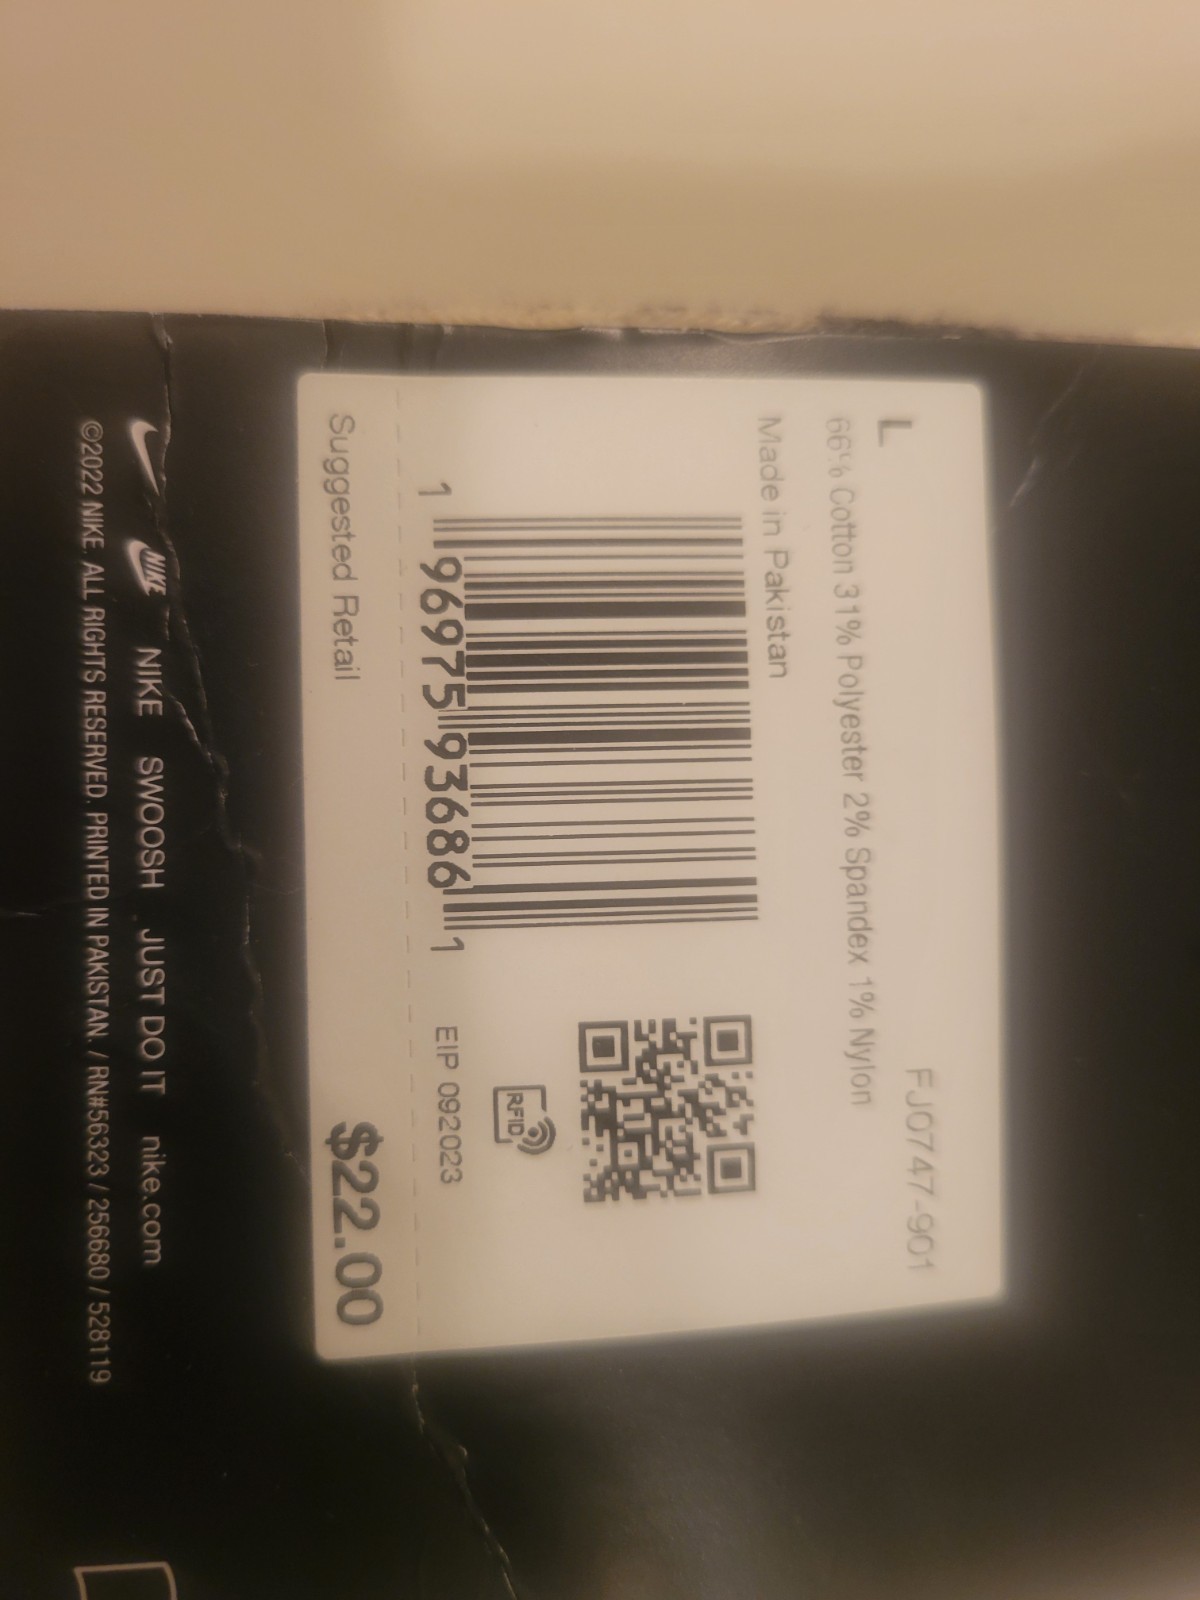 L
FJ0747-901
66% Cotton 31% Polyester 2% Spandex 1% Nylon
Made in Pakistan
1 96975 93686 1
RFID
EIP 092023
Suggested Retail
$22.00
NIKE NIKE SWOOSH JUST DO IT nike.com
©2022 NIKE. ALL RIGHTS RESERVED. PRINTED IN PAKISTAN. / RN#56323 / 256680 / 528119